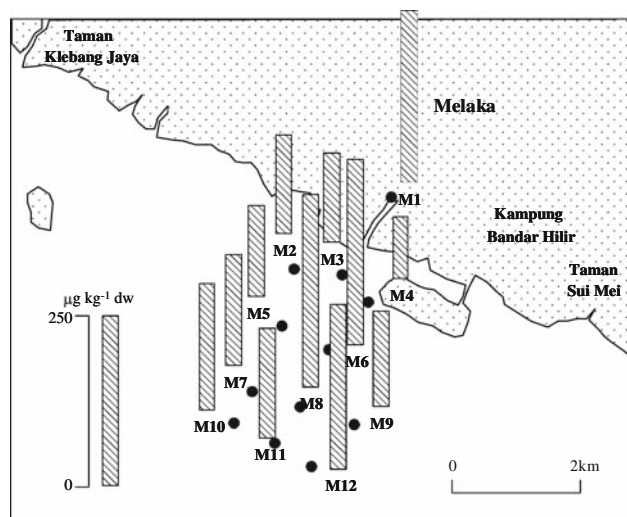 Taman
Klebang Jaya
Melaka
M1
Kampung
Bandar Hilir
Taman
Sui Mei
M2
M3
M4
M5
M6
M7
M8
M9
M10
M11
M12
µg kg⁻¹ dw
250
0
0
2km